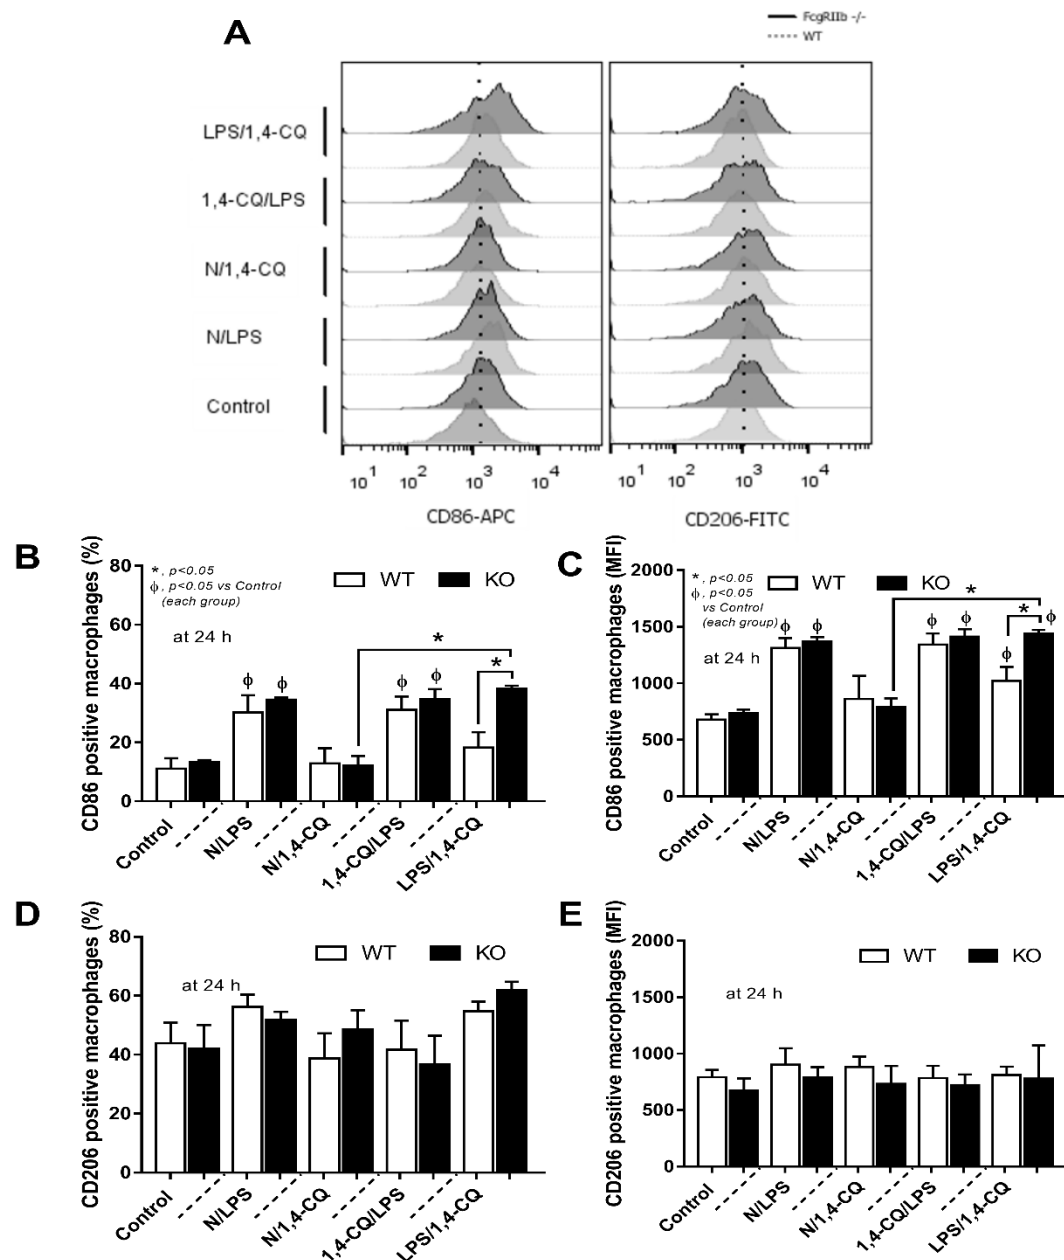 A
FcgRIIb -/-
WT
LPS/1,4-CQ
1,4-CQ/LPS
N/1,4-CQ
N/LPS
Control
10¹ 10² 10³ 10⁴
10¹ 10² 10³ 10⁴
CD86-APC
CD206-FITC
B
CD86 positive macrophages (%)
80
60
40
20
0
*, p<0.05
ϕ, p<0.05 vs Control
(each group)
at 24 h
WT KO
ϕ ϕ ϕ ϕ * *
Control
N/LPS
N/1,4-CQ
1,4-CQ/LPS
LPS/1,4-CQ
C
CD86 positive macrophages (MFI)
2000
1500
1000
500
0
*, p<0.05
ϕ, p<0.05
vs Control
(each group)
at 24 h
WT KO
ϕ ϕ ϕ ϕ ϕ ϕ * *
Control
N/LPS
N/1,4-CQ
1,4-CQ/LPS
LPS/1,4-CQ
D
CD206 positive macrophages (%)
80
60
40
20
0
at 24 h
WT KO
Control
N/LPS
N/1,4-CQ
1,4-CQ/LPS
LPS/1,4-CQ
E
CD206 positive macrophages (MFI)
2000
1500
1000
500
0
at 24 h
WT KO
Control
N/LPS
N/1,4-CQ
1,4-CQ/LPS
LPS/1,4-CQ